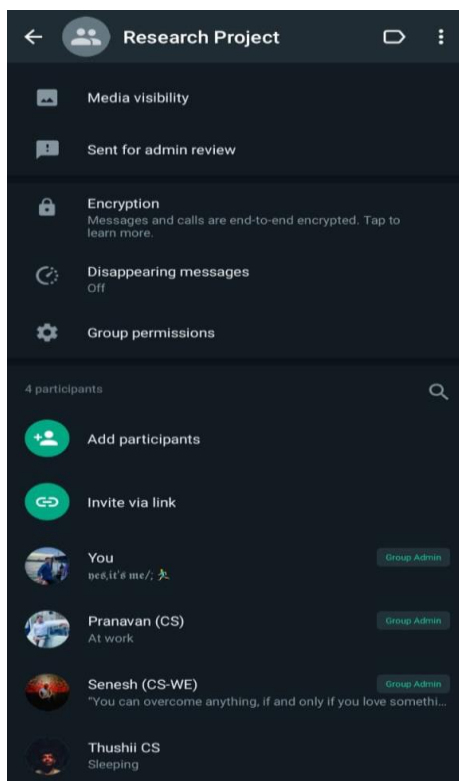 Research Project
Media visibility
Sent for admin review
Encryption
Messages and calls are end-to-end encrypted. Tap to
learn more.
Disappearing messages
Off
Group permissions
4 participants
Add participants
Invite via link
You
Group Admin
𝖞𝖊𝖘,𝖎𝖙'𝖘 𝖒𝖊/; 🏃‍♂️
Pranavan (CS)
Group Admin
At work
Senesh (CS-WE)
Group Admin
"You can overcome anything, if and only if you love somethi...
Thushii CS
Sleeping